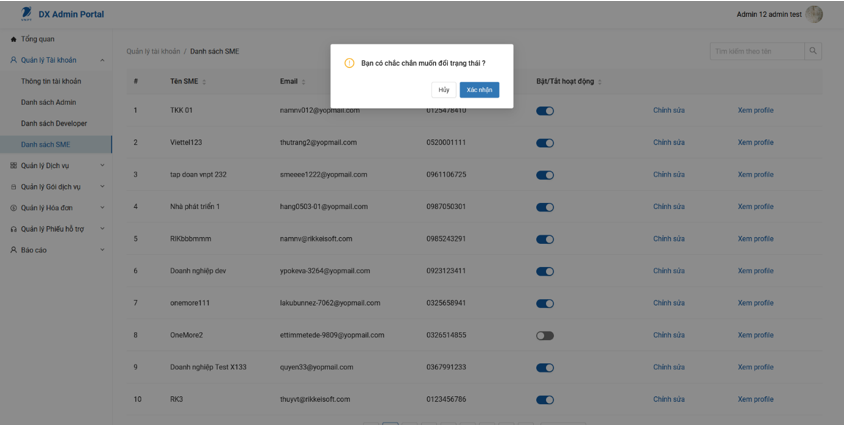 VNPT DX Admin Portal Admin 12 admin test
Tổng quan
Quản lý Tài khoản
Thông tin tài khoản
Danh sách Admin
Danh sách Developer
Danh sách SME
Quản lý Dịch vụ
Quản lý Gói dịch vụ
Quản lý Hóa đơn
Quản lý Phiếu hỗ trợ
Báo cáo
Quản lý tài khoản / Danh sách SME
Tìm kiếm theo tên
Bạn có chắc chắn muốn đổi trạng thái ?
Hủy Xác nhận
# Tên SME Email Bật/Tắt hoạt động
1 TKK 01 namnv012@yopmail.com 0125478410 Chỉnh sửa Xem profile
2 Viettel123 thutrang2@yopmail.com 0520001111 Chỉnh sửa Xem profile
3 tap doan vnpt 232 smeeee1222@yopmail.com 0961106725 Chỉnh sửa Xem profile
4 Nhà phát triển 1 hang0503-01@yopmail.com 0987050301 Chỉnh sửa Xem profile
5 RIKbbbmmm namnv@rikkeisoft.com 0985243291 Chỉnh sửa Xem profile
6 Doanh nghiệp dev ypokeva-3264@yopmail.com 0923123411 Chỉnh sửa Xem profile
7 onemore111 lakubunnez-7062@yopmail.com 0325658941 Chỉnh sửa Xem profile
8 OneMore2 ettimmetede-9809@yopmail.com 0326514855 Chỉnh sửa Xem profile
9 Doanh nghiệp Test X133 quyen33@yopmail.com 0367991233 Chỉnh sửa Xem profile
10 RK3 thuyvt@rikkeisoft.com 0123456786 Chỉnh sửa Xem profile